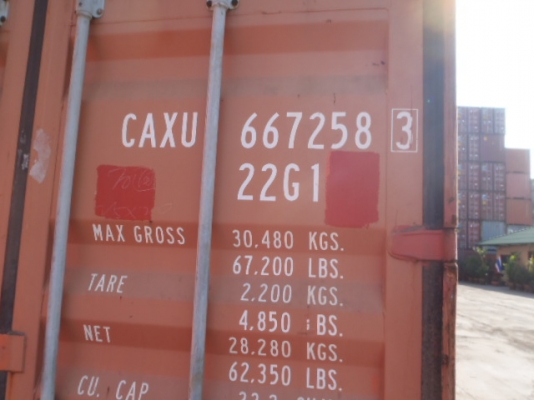 CAXU 667258 3
22G1
MAX GROSS 30.480 KGS.
67.200 LBS.
TARE 2.200 KGS.
4.850 LBS.
NET 28.280 KGS.
62,350 LBS.
CU. CAP